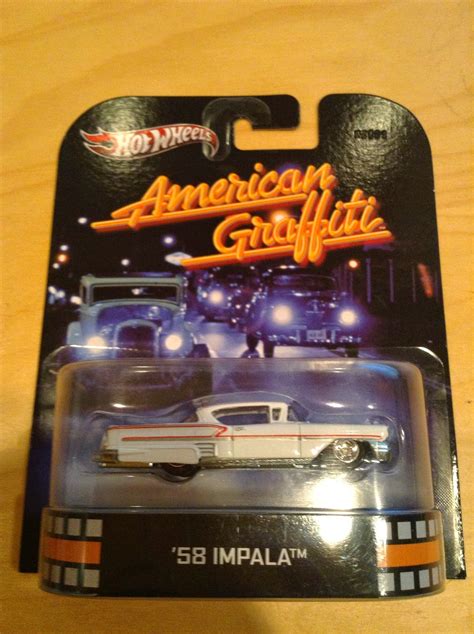 Hot Wheels
American
Graffiti
'58 IMPALA™